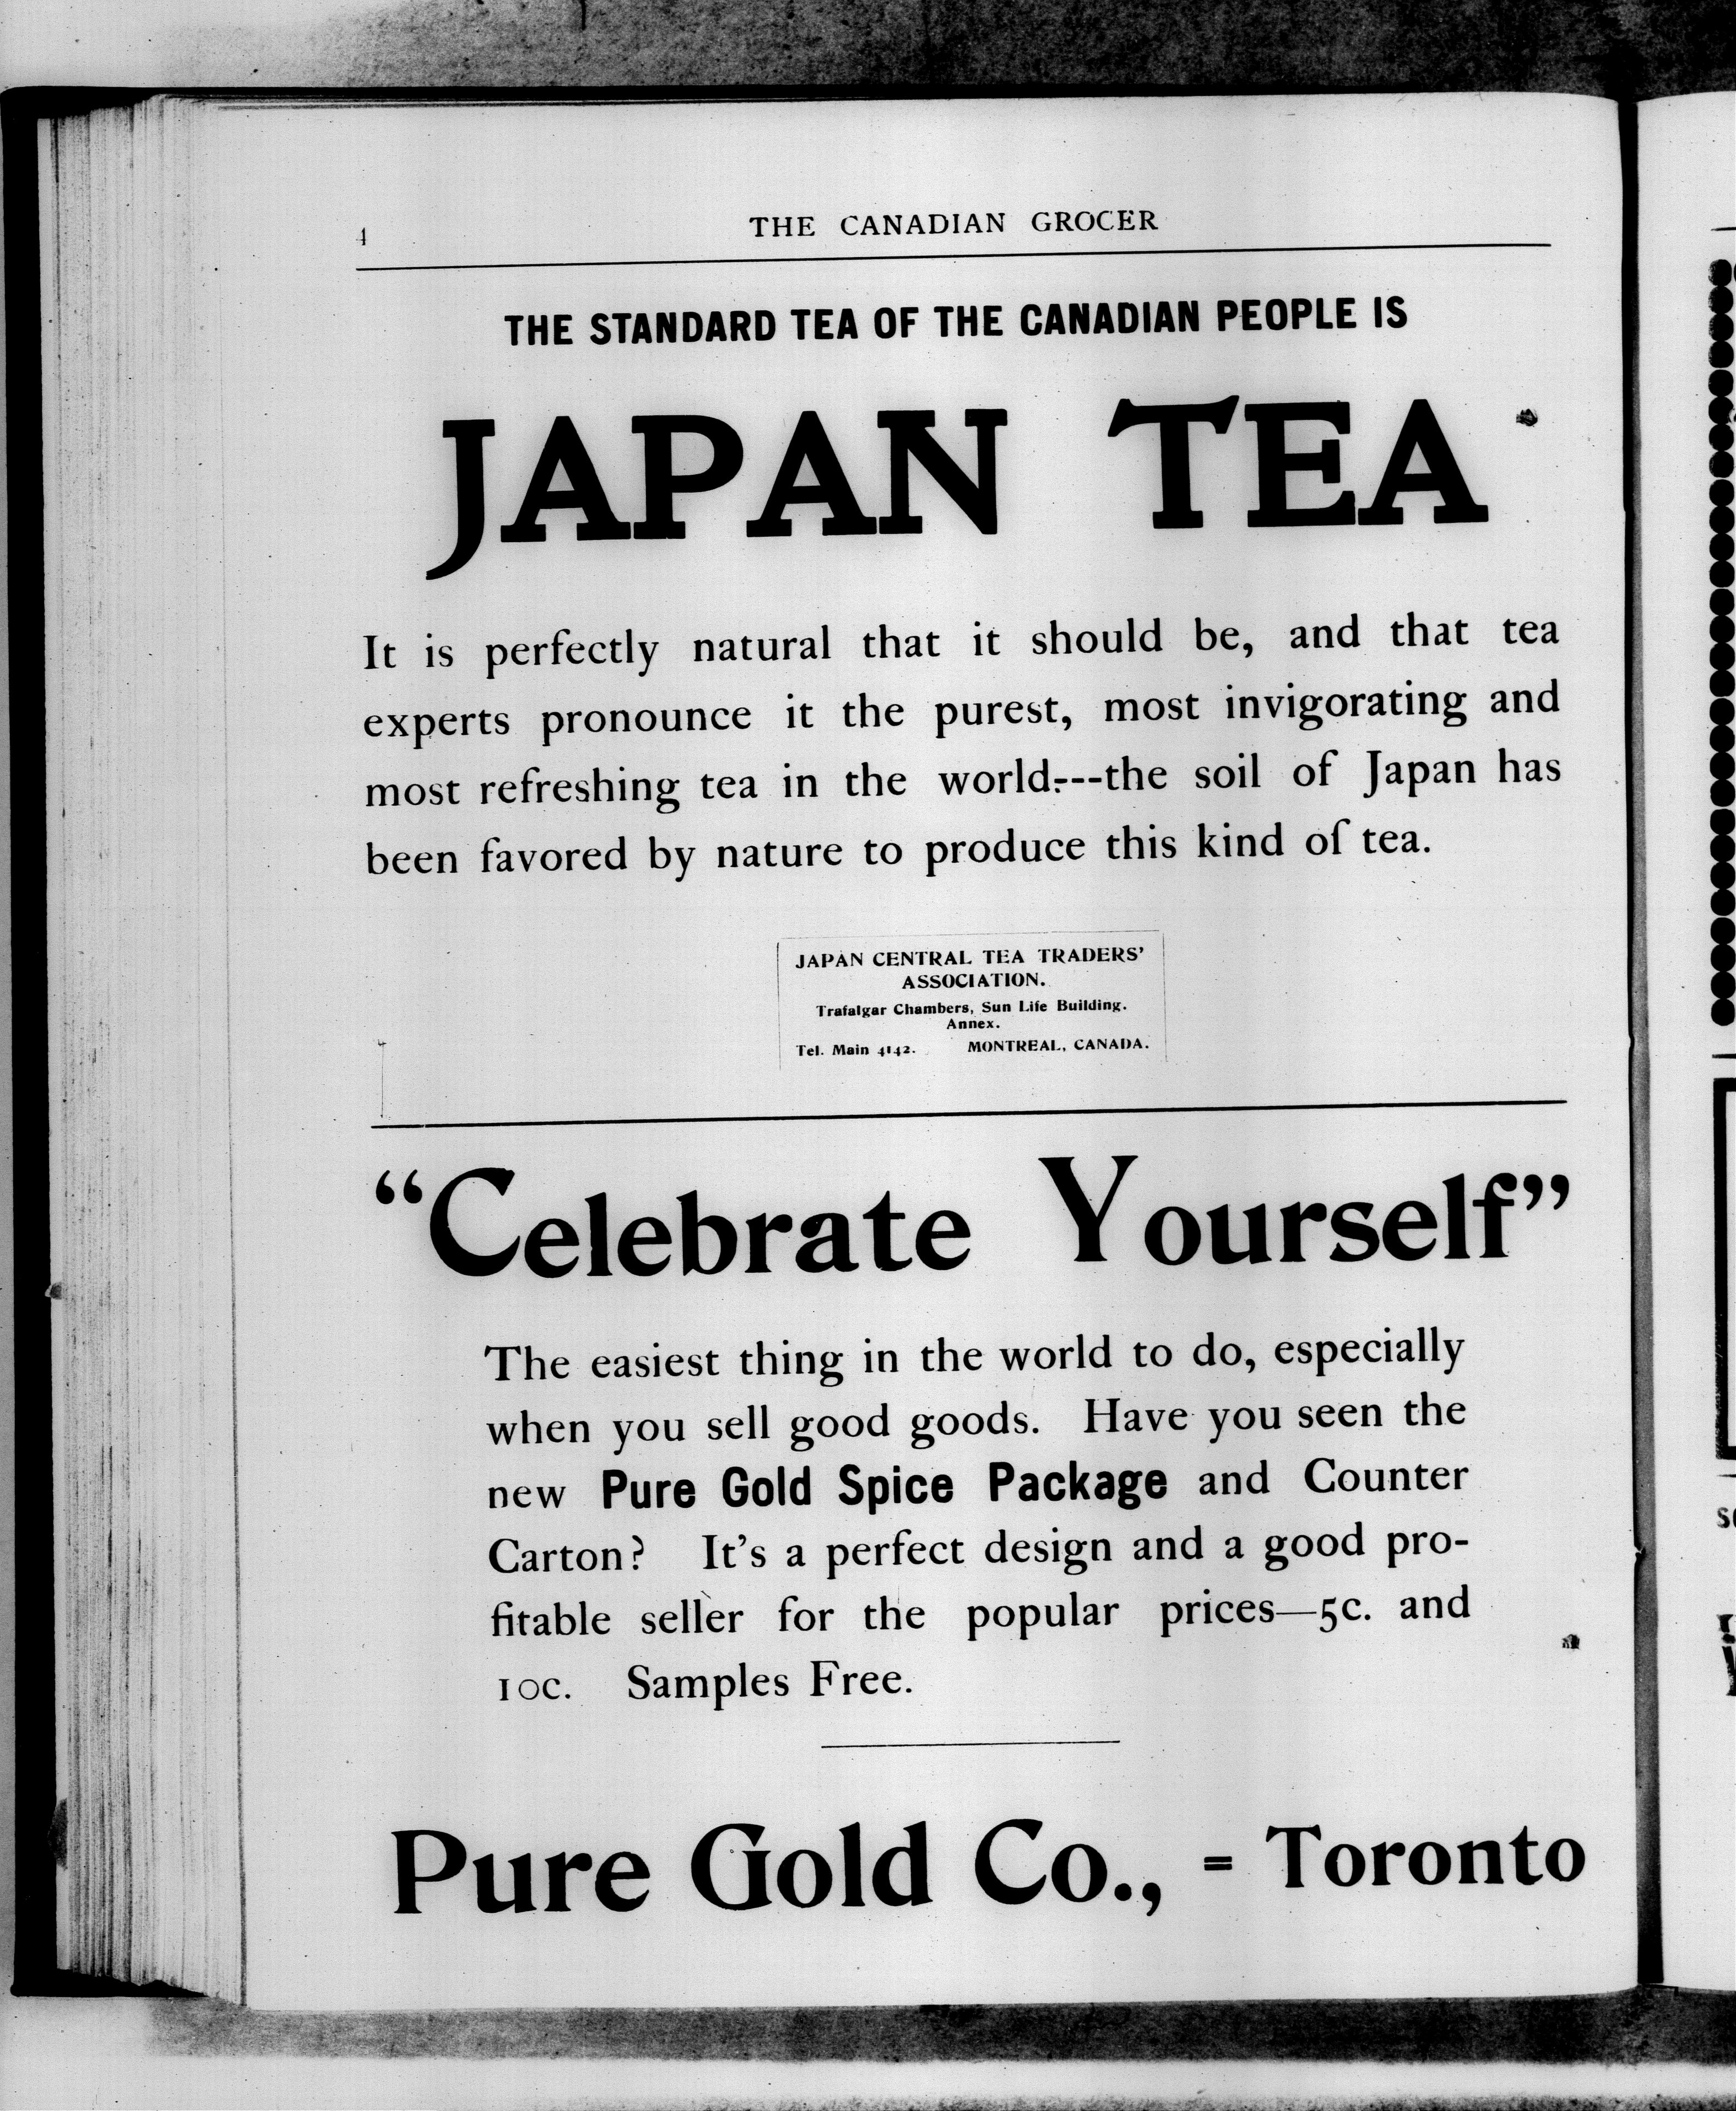 4
THE CANADIAN GROCER
THE STANDARD TEA OF THE CANADIAN PEOPLE IS
JAPAN TEA
It is perfectly natural that it should be, and that tea
experts pronounce it the purest, most invigorating and
most refreshing tea in the world:---the soil of Japan has
been favored by nature to produce this kind of tea.
JAPAN CENTRAL TEA TRADERS'
ASSOCIATION.
Trafalgar Chambers, Sun Life Building.
Annex.
Tel. Main 4142. MONTREAL, CANADA.
“Celebrate Yourself”
The easiest thing in the world to do, especially
when you sell good goods. Have you seen the
new Pure Gold Spice Package and Counter
Carton? It's a perfect design and a good pro-
fitable seller for the popular prices—5c. and
10c. Samples Free.
Pure Gold Co., = Toronto